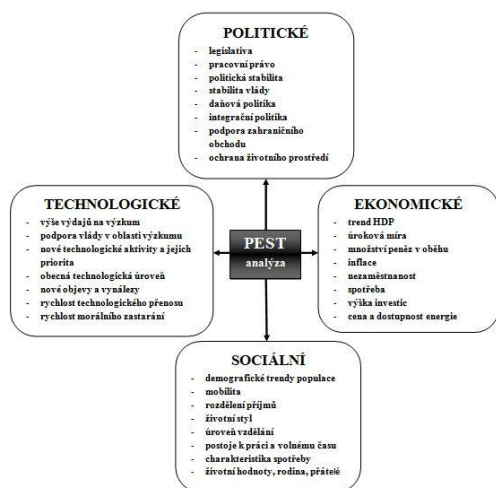 POLITICKÉ
- legislativa
- pracovní právo
- politická stabilita
- stabilita vlády
- daňová politika
- integrační politika
- podpora zahraničního
obchodu
- ochrana životního prostředí
TECHNOLOGICKÉ
- výše výdajů na výzkum
- podpora vlády v oblasti výzkumu
- nové technologické aktivity a jejich
priorita
- obecná technologická úroveň
- nové objevy a vynálezy
- rychlost technologického přenosu
- rychlost morálního zastarání
PEST
analýza
EKONOMICKÉ
- trend HDP
- úroková míra
- množství peněz v oběhu
- inflace
- nezaměstnanost
- spotřeba
- výška investic
- cena a dostupnost energie
SOCIÁLNÍ
- demografické trendy populace
- mobilita
- rozdělení příjmů
- životní styl
- úroveň vzdělání
- postoje k práci a volnému času
- charakteristika spotřeby
- životní hodnoty, rodina, přátelé